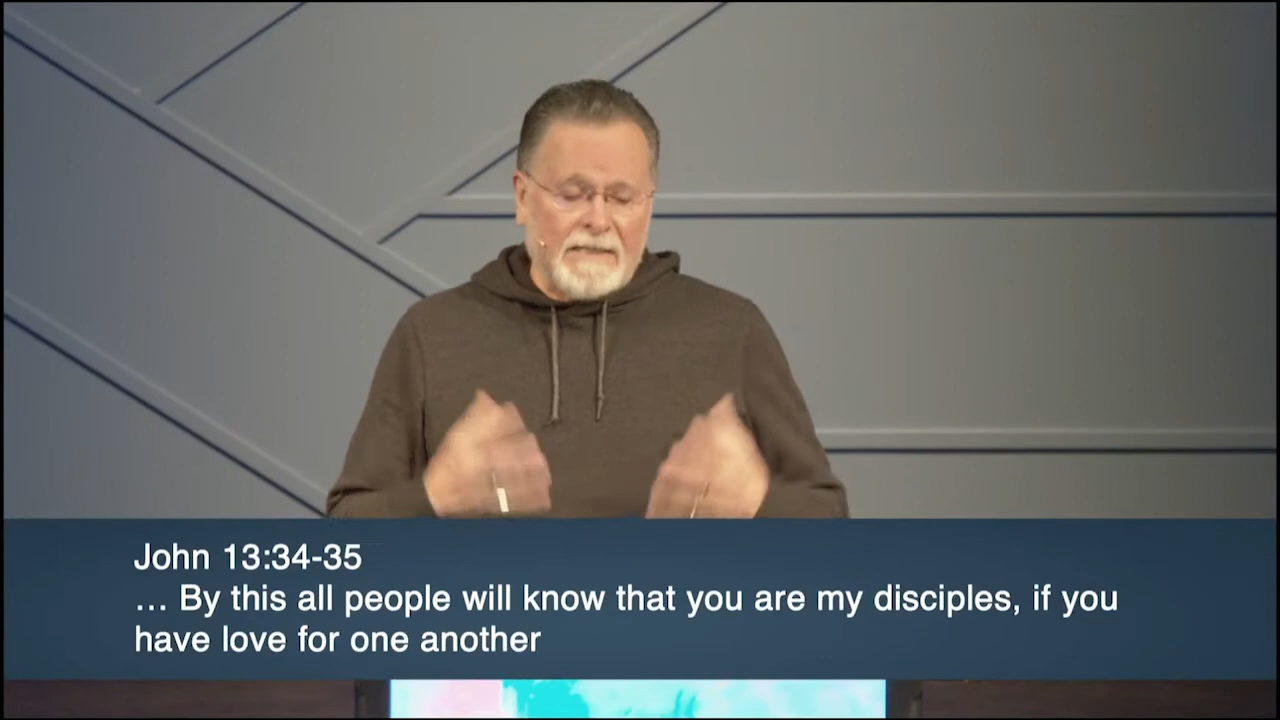 John 13:34-35
… By this all people will know that you are my disciples, if you
have love for one another